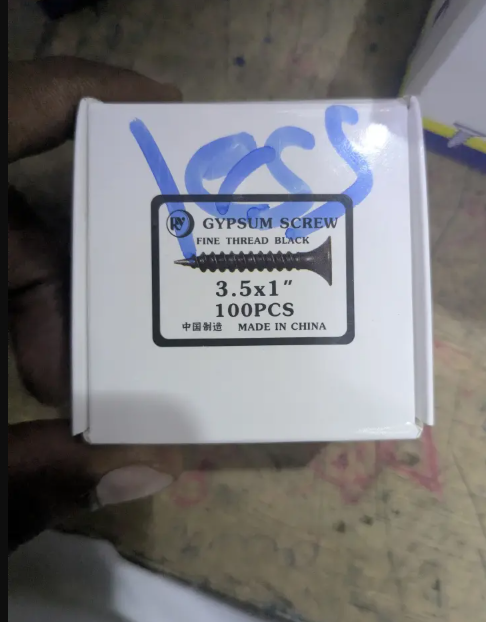 GYPSUM SCREW
FINE THREAD BLACK
3.5x1"
100PCS
中国制造 MADE IN CHINA